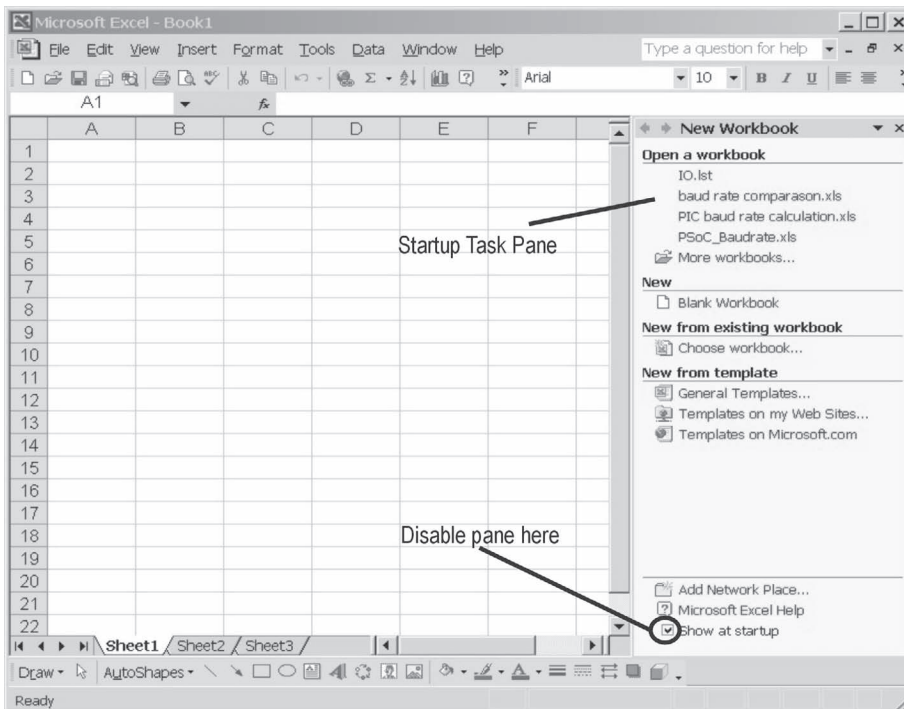 Microsoft Excel - Book1
File Edit View Insert Format Tools Data Window Help
Type a question for help
Arial
10
B I U
A1
fx
A B C D E F
New Workbook
Open a workbook
IO.lst
baud rate comparason.xls
PIC baud rate calculation.xls
PSoC_Baudrate.xls
More workbooks...
New
Blank Workbook
New from existing workbook
Choose workbook...
New from template
General Templates...
Templates on my Web Sites...
Templates on Microsoft.com
Add Network Place...
Microsoft Excel Help
Show at startup
1
2
3
4
5
6
7
8
9
10
11
12
13
14
15
16
17
18
19
20
21
22
Startup Task Pane
Disable pane here
Sheet1 Sheet2 Sheet3
Draw AutoShapes
Ready